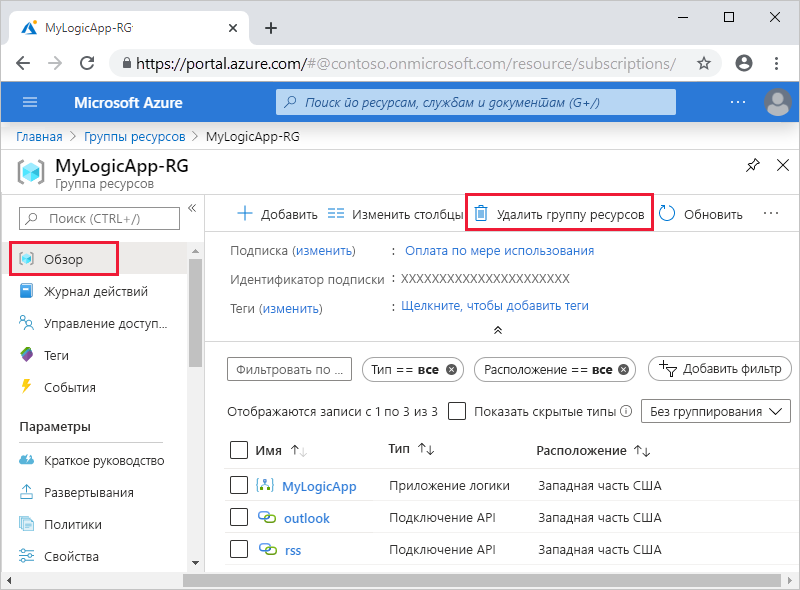 MyLogicApp-RG
https://portal.azure.com/#@contoso.onmicrosoft.com/resource/subscriptions/
Microsoft Azure
Поиск по ресурсам, службам и документам (G+/)
Главная > Группы ресурсов > MyLogicApp-RG
MyLogicApp-RG
Группа ресурсов
Поиск (CTRL+/)
Обзор
Журнал действий
Управление доступ...
Теги
События
Параметры
Краткое руководство
Развертывания
Политики
Свойства
Добавить Изменить столбцы Удалить группу ресурсов Обновить ...
Подписка (изменить) : Оплата по мере использования
Идентификатор подписки : XXXXXXXXXXXXXXXXXXXXXXX
Теги (изменить) : Щелкните, чтобы добавить теги
Фильтровать по ... Тип == все Расположение == все Добавить фильтр
Отображаются записи с 1 по 3 из 3 Показать скрытые типы Без группирования
Имя Тип Расположение
MyLogicApp Приложение логики Западная часть США
outlook Подключение API Западная часть США
rss Подключение API Западная часть США